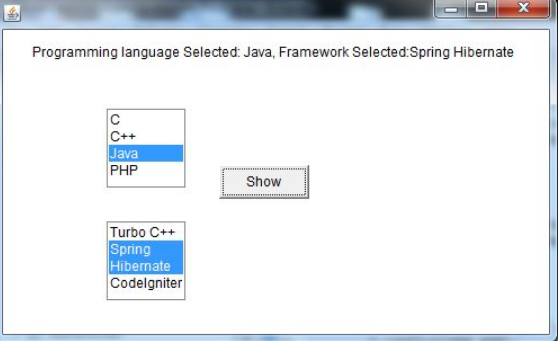 Programming language Selected: Java, Framework Selected:Spring Hibernate
C
C++
Java
PHP
Show
Turbo C++
Spring
Hibernate
CodeIgniter